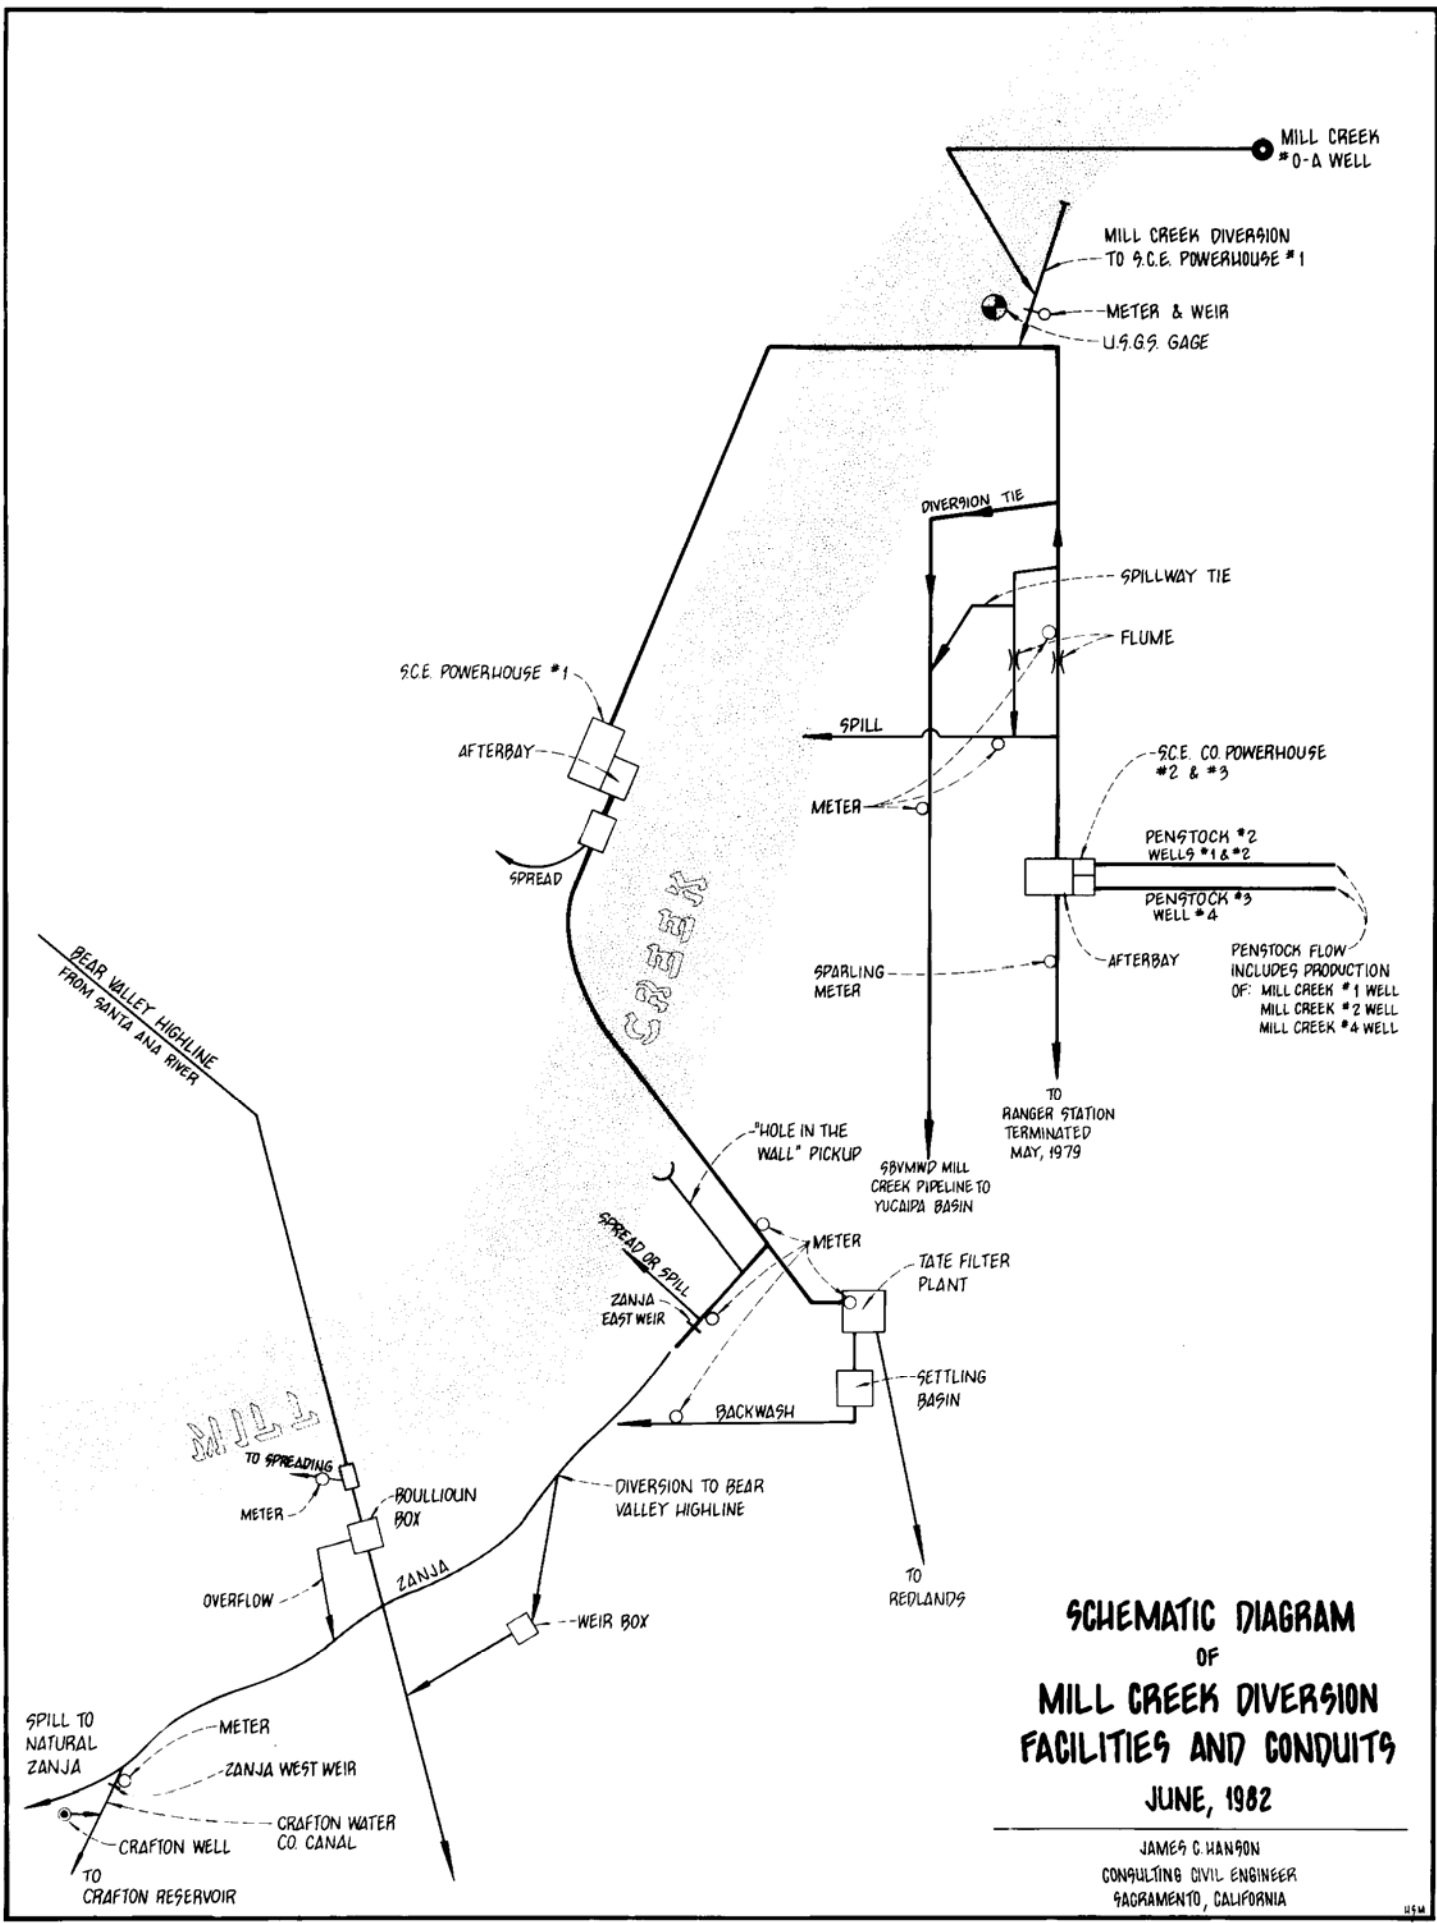 MILL CREEK
#0-A WELL
MILL CREEK DIVERSION
TO S.C.E. POWERHOUSE #1
METER & WEIR
U.S.G.S. GAGE
DIVERSION TIE
SPILLWAY TIE
FLUME
S.C.E. POWERHOUSE #1
SPILL
AFTERBAY
S.C.E. CO. POWERHOUSE
#2 & #3
METER
PENSTOCK #2
WELLS #1 & #2
SPREAD
PENSTOCK #3
WELL #4
CREEK
BEAR VALLEY HIGHLINE
FROM SANTA ANA RIVER
SPARLING
METER
AFTERBAY
PENSTOCK FLOW
INCLUDES PRODUCTION
OF: MILL CREEK #1 WELL
MILL CREEK #2 WELL
MILL CREEK #4 WELL
TO
RANGER STATION
TERMINATED
MAY, 1979
"HOLE IN THE
WALL" PICKUP
SBVMWD MILL
CREEK PIPELINE TO
YUCAIPA BASIN
SPREAD OR SPILL
METER
TATE FILTER
PLANT
ZANJA
EAST WEIR
SETTLING
BASIN
BACKWASH
MILL
TO SPREADING
METER
BOULLIOUN
BOX
DIVERSION TO BEAR
VALLEY HIGHLINE
ZANJA
OVERFLOW
WEIR BOX
TO
REDLANDS
SPILL TO
NATURAL
ZANJA
METER
ZANJA WEST WEIR
CRAFTON WATER
CO. CANAL
CRAFTON WELL
TO
CRAFTON RESERVOIR
SCHEMATIC DIAGRAM
OF
MILL CREEK DIVERSION
FACILITIES AND CONDUITS
JUNE, 1982
JAMES C. HANSON
CONSULTING CIVIL ENGINEER
SACRAMENTO, CALIFORNIA